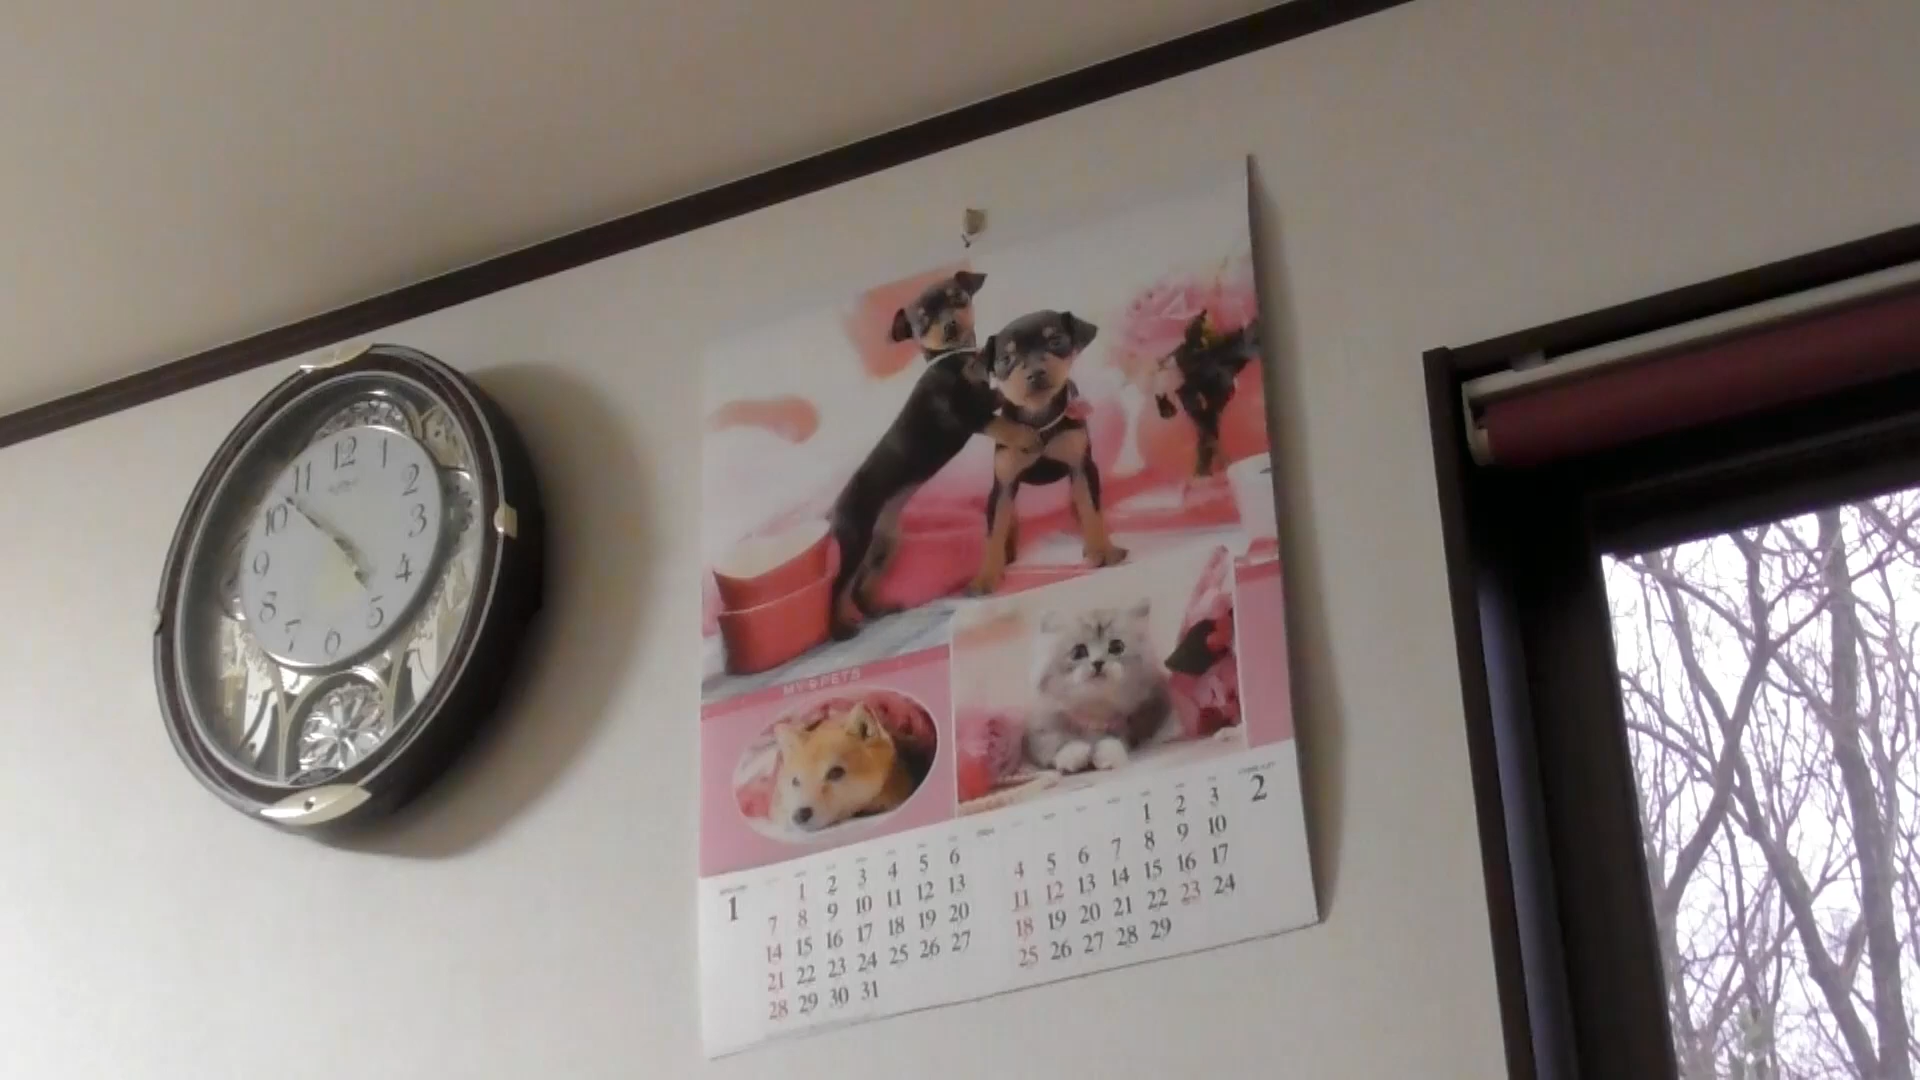 12
11 1
10 2
9 3
8 4
7 6 5
MY PETS
1
1 2 3 4 5 6
7 8 9 10 11 12 13
14 15 16 17 18 19 20
21 22 23 24 25 26 27
28 29 30 31
2
1 2 3
4 5 6 7 8 9 10
11 12 13 14 15 16 17
18 19 20 21 22 23 24
25 26 27 28 29